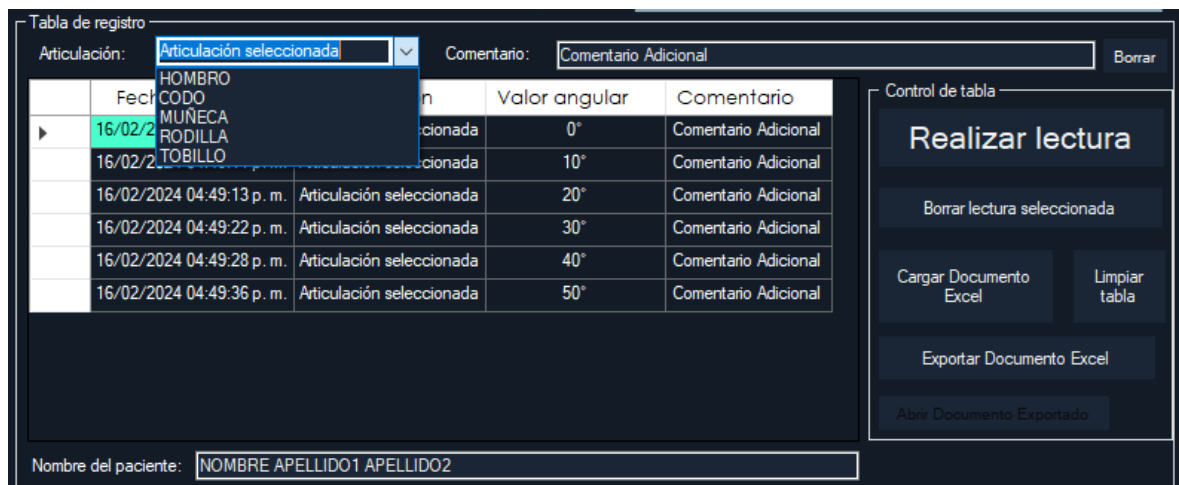 Tabla de registro
Articulación: Articulación seleccionada Comentario: Comentario Adicional Borrar
HOMBRO
CODO
MUÑECA
RODILLA
TOBILLO
Valor angular Comentario
0° Comentario Adicional
10° Comentario Adicional
16/02/2024 04:49:13 p. m. Articulación seleccionada 20° Comentario Adicional
16/02/2024 04:49:22 p. m. Articulación seleccionada 30° Comentario Adicional
16/02/2024 04:49:28 p. m. Articulación seleccionada 40° Comentario Adicional
16/02/2024 04:49:36 p. m. Articulación seleccionada 50° Comentario Adicional
Control de tabla
Realizar lectura
Borrar lectura seleccionada
Cargar Documento
Excel
Limpiar
tabla
Exportar Documento Excel
Abrir Documento Exportado
Nombre del paciente: NOMBRE APELLIDO1 APELLIDO2